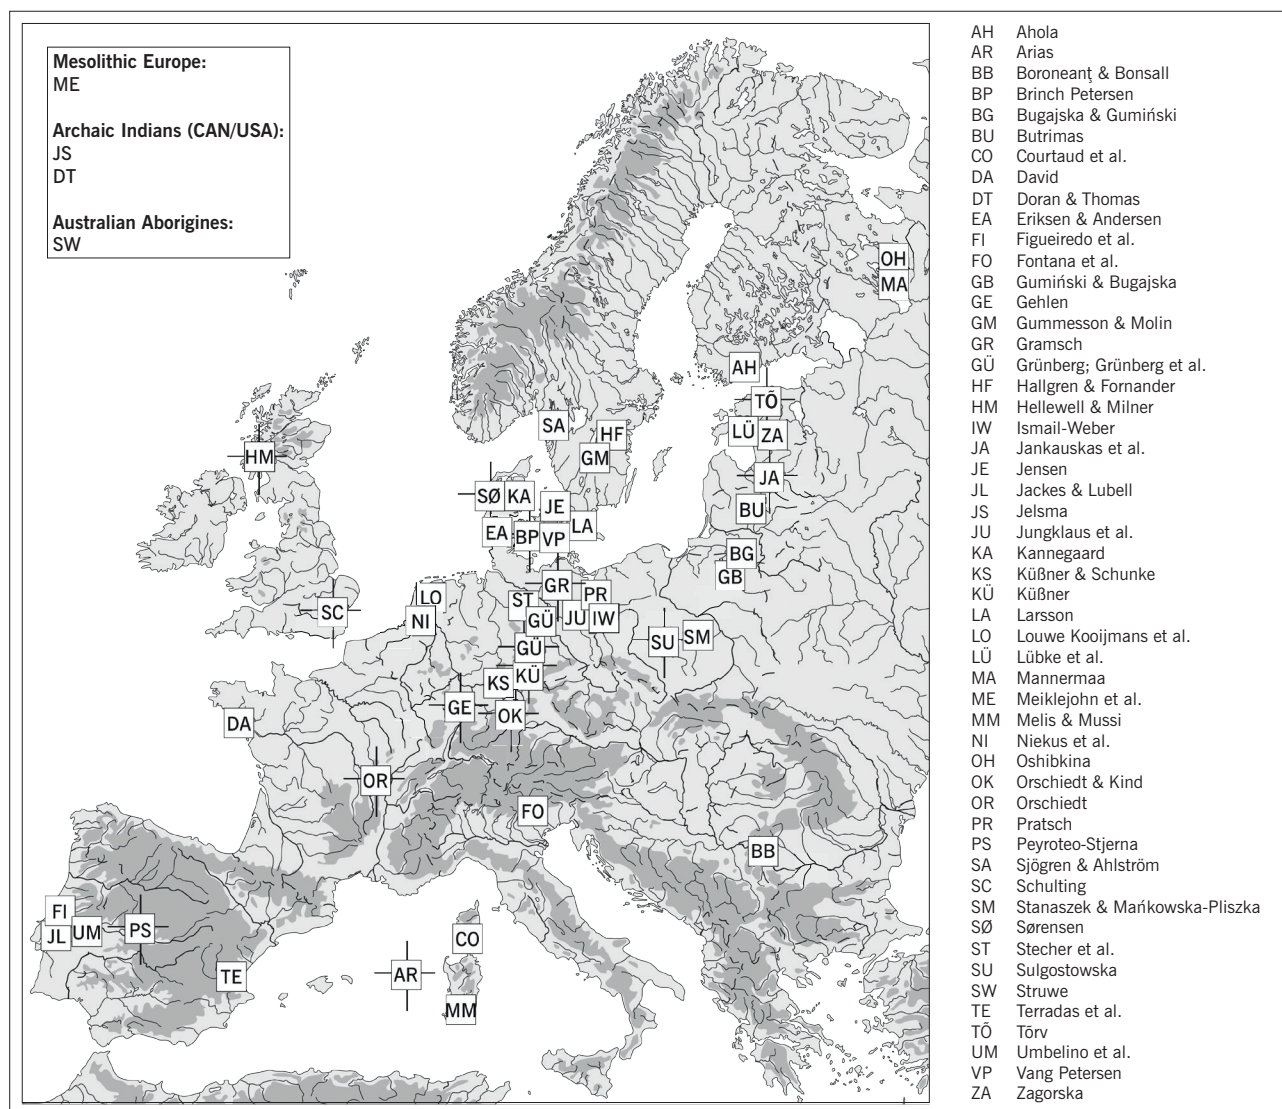 Mesolithic Europe:
ME
Archaic Indians (CAN/USA):
JS
DT
Australian Aborigines:
SW
OH
MA
AH
TÕ
SA
HF
LÜ
ZA
GM
HM
JA
SØ
KA
JE
BU
LA
EA
BP
VP
BG
GB
GR
LO
ST
PR
SC
NI
GÜ
JU
IW
SU
SM
GÜ
KS
KÜ
GE
OK
DA
OR
FO
BB
FI
JL
UM
PS
CO
TE
AR
MM
AH Ahola
AR Arias
BB Boroneanţ & Bonsall
BP Brinch Petersen
BG Bugajska & Gumiński
BU Butrimas
CO Courtaud et al.
DA David
DT Doran & Thomas
EA Eriksen & Andersen
FI Figueiredo et al.
FO Fontana et al.
GB Gumiński & Bugajska
GE Gehlen
GM Gummesson & Molin
GR Gramsch
GÜ Grünberg; Grünberg et al.
HF Hallgren & Fornander
HM Hellewell & Milner
IW Ismail-Weber
JA Jankauskas et al.
JE Jensen
JL Jackes & Lubell
JS Jelsma
JU Jungklaus et al.
KA Kannegaard
KS Küßner & Schunke
KÜ Küßner
LA Larsson
LO Louwe Kooijmans et al.
LÜ Lübke et al.
MA Mannermaa
ME Meiklejohn et al.
MM Melis & Mussi
NI Niekus et al.
OH Oshibkina
OK Orschiedt & Kind
OR Orschiedt
PR Pratsch
PS Peyroteo-Stjerna
SA Sjögren & Ahlström
SC Schulting
SM Stanaszek & Mańkowska-Pliszka
SØ Sørensen
ST Stecher et al.
SU Sulgostowska
SW Struwe
TE Terradas et al.
TÕ Tõrv
UM Umbelino et al.
VP Vang Petersen
ZA Zagorska